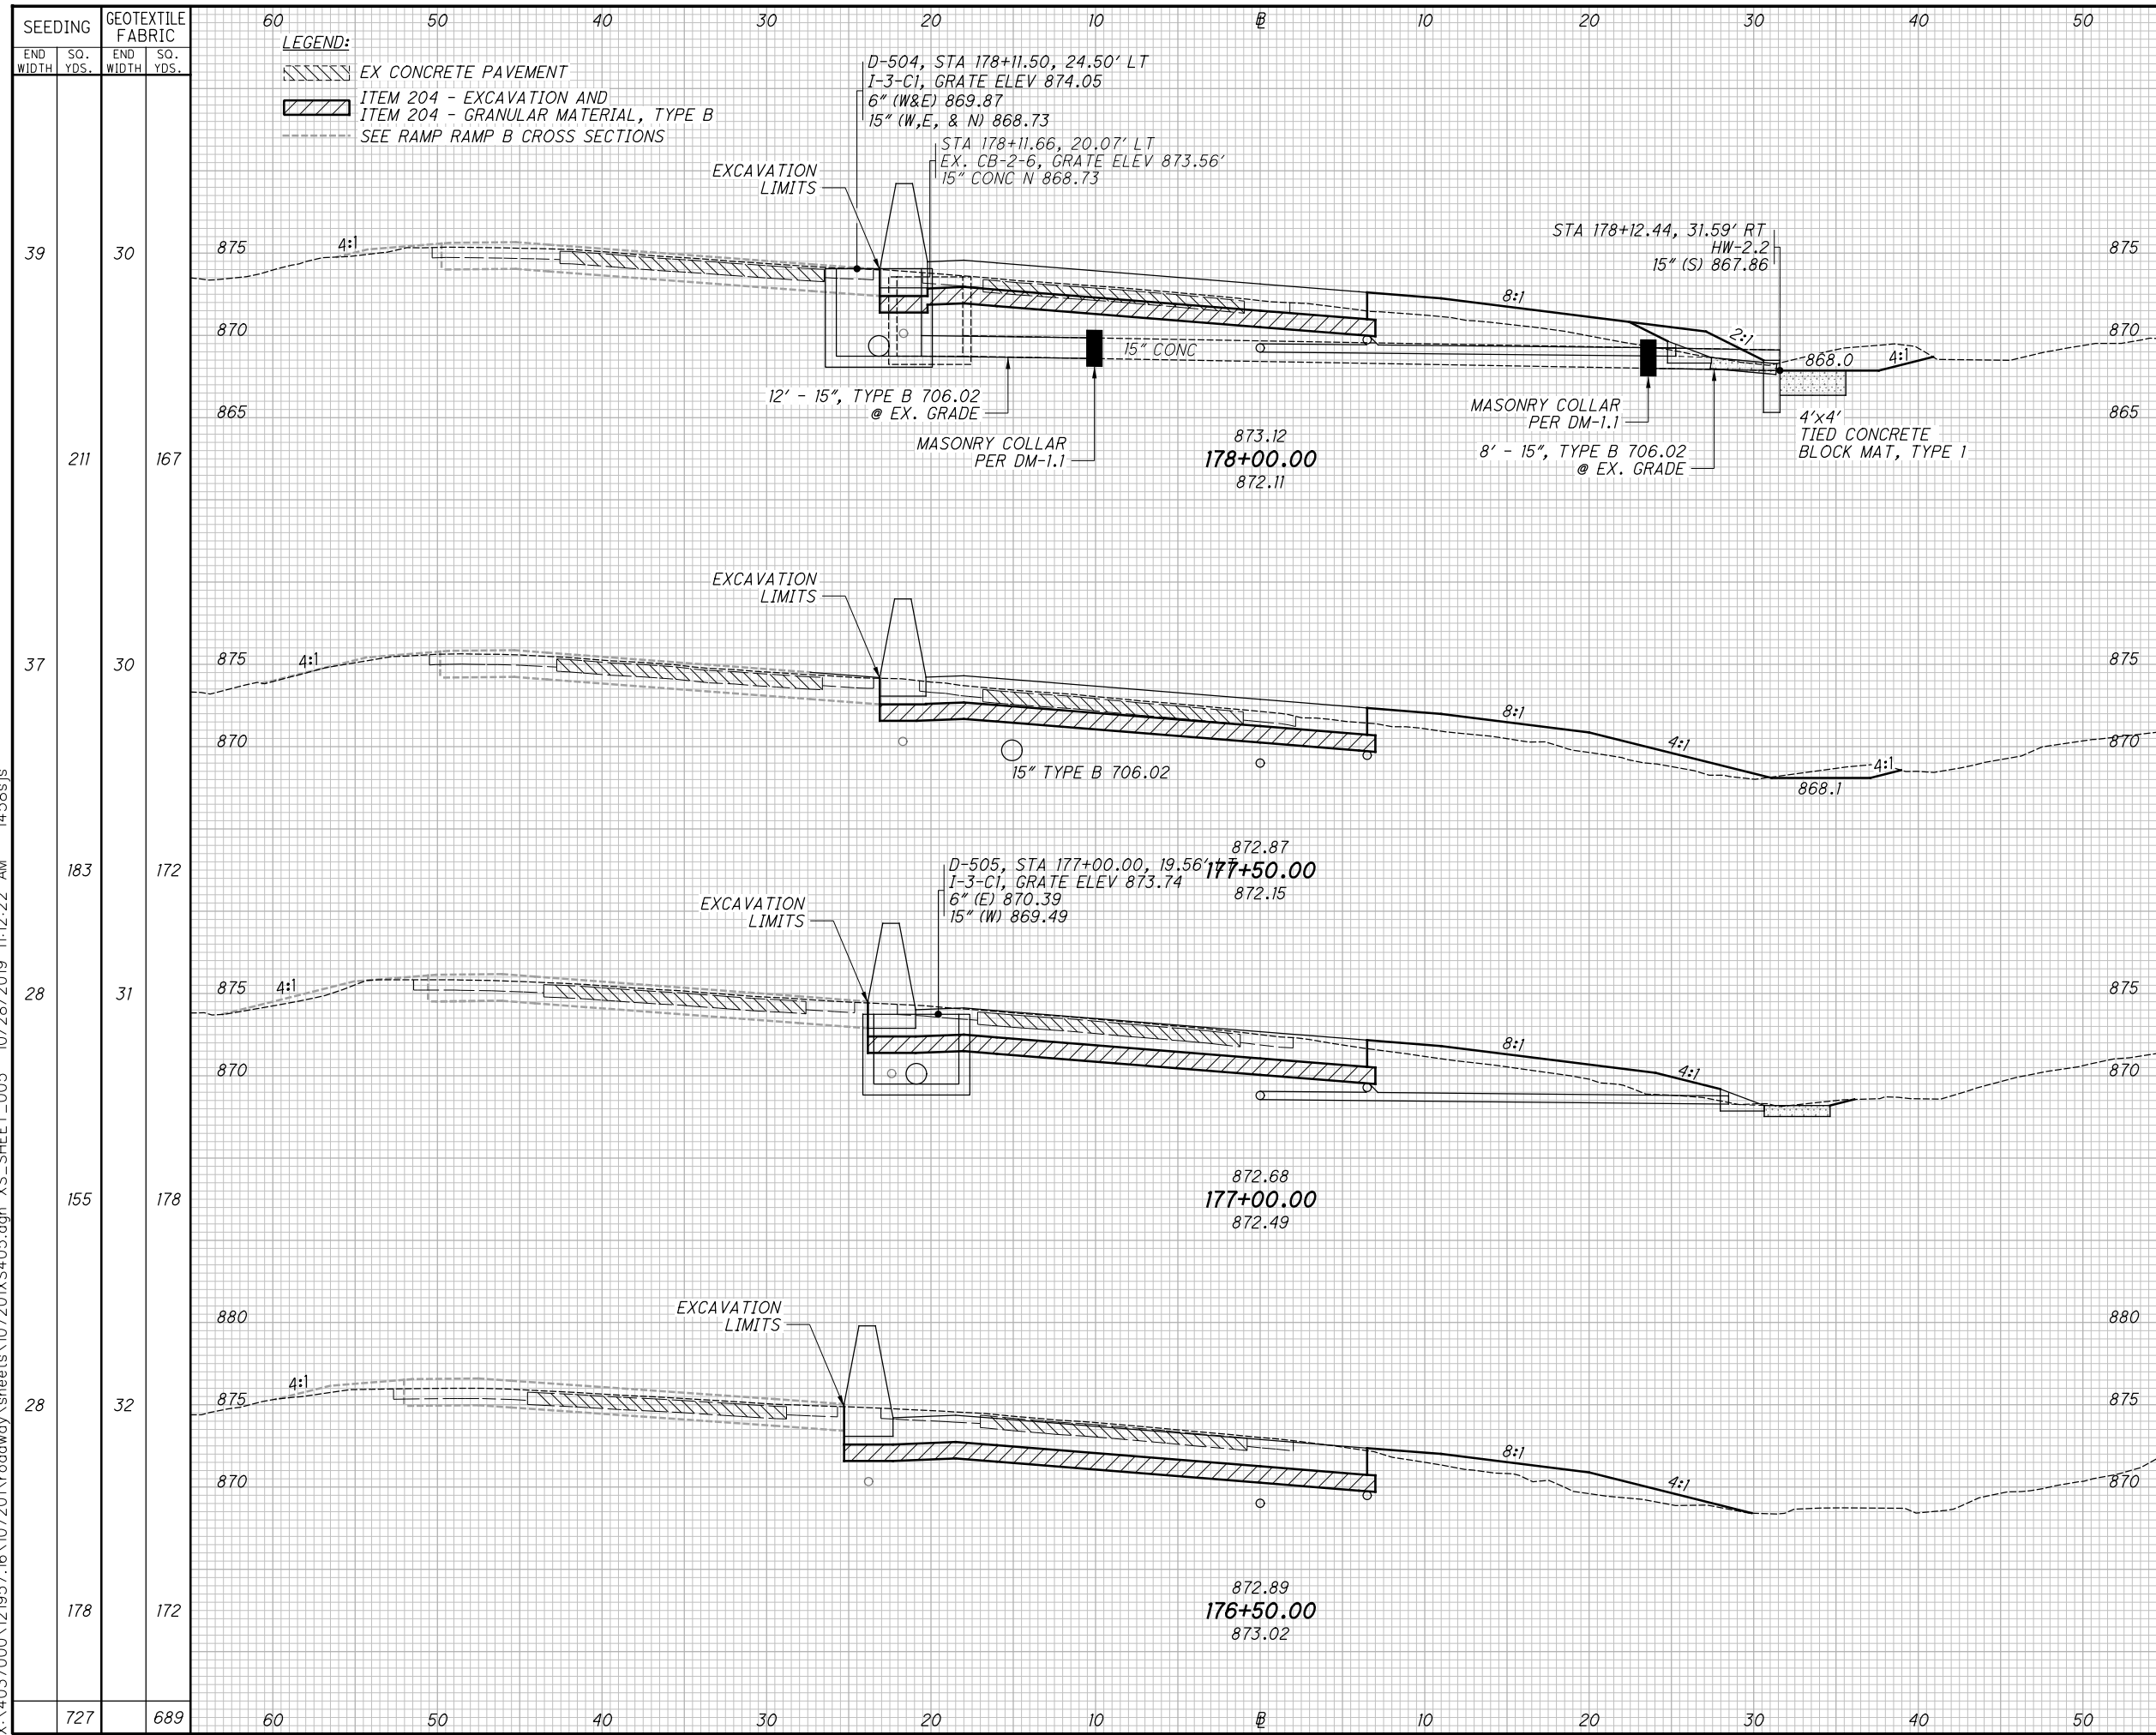 SEEDING
GEOTEXTILE
FABRIC
END
WIDTH
SQ.
YDS.
END
WIDTH
SQ.
YDS.
60 50 40 30 20 10 ℄ 10 20 30 40 50
LEGEND:
EX CONCRETE PAVEMENT
ITEM 204 - EXCAVATION AND
ITEM 204 - GRANULAR MATERIAL, TYPE B
SEE RAMP RAMP B CROSS SECTIONS
D-504, STA 178+11.50, 24.50' LT
I-3-C1, GRATE ELEV 874.05
6" (W&E) 869.87
15" (W,E, & N) 868.73
STA 178+11.66, 20.07' LT
EX. CB-2-6, GRATE ELEV 873.56'
15" CONC N 868.73
EXCAVATION
LIMITS
STA 178+12.44, 31.59' RT
HW-2.2
15" (S) 867.86
39 30
875 4:1 875
8:1
870 2:1 870
15" CONC
868.0 4:1
12' - 15", TYPE B 706.02
@ EX. GRADE
865 865
MASONRY COLLAR
PER DM-1.1
MASONRY COLLAR
PER DM-1.1
8' - 15", TYPE B 706.02
@ EX. GRADE
4'x4'
TIED CONCRETE
BLOCK MAT, TYPE 1
873.12
211 167 178+00.00
872.11
EXCAVATION
LIMITS
37 30 875 4:1 875
8:1
870 4:1 870
15" TYPE B 706.02
4:1
868.1
872.87
183 172 177+50.00
872.15
D-505, STA 177+00.00, 19.56' LT
I-3-C1, GRATE ELEV 873.74
6" (E) 870.39
15" (W) 869.49
EXCAVATION
LIMITS
28 31 875 4:1 875
8:1
870 4:1 870
872.68
155 178 177+00.00
872.49
880 880
EXCAVATION
LIMITS
4:1
28 32 875 875
8:1
870 4:1 870
872.89
178 172 176+50.00
873.02
727 689 60 50 40 30 20 10 ℄ 10 20 30 40 50